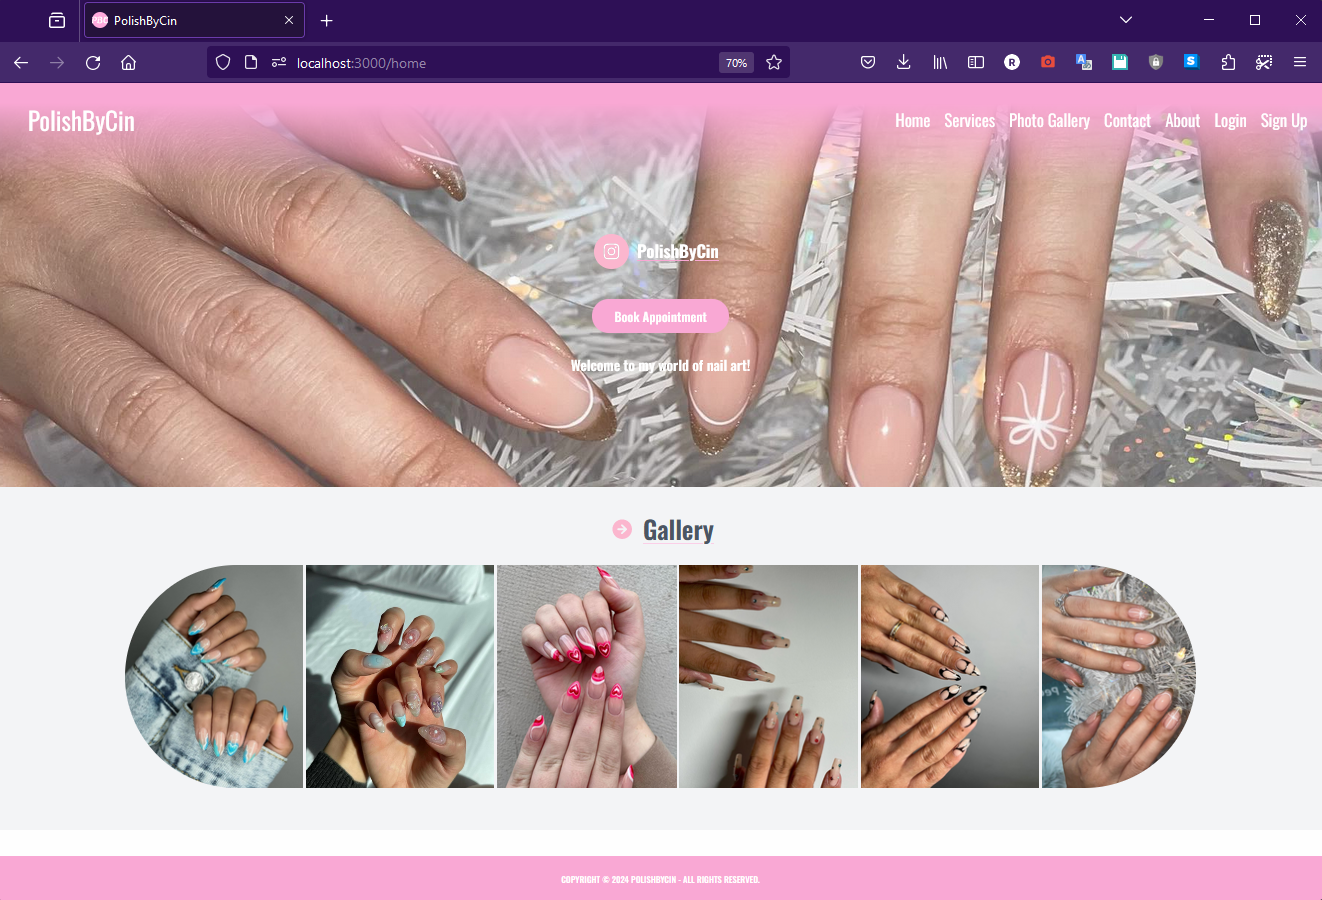 PolishByCin
localhost:3000/home
70%
PolishByCin
Home Services Photo Gallery Contact About Login Sign Up
PolishByCin
Book Appointment
Welcome to my world of nail art!
Gallery
COPYRIGHT © 2024 POLISHBYCIN - ALL RIGHTS RESERVED.